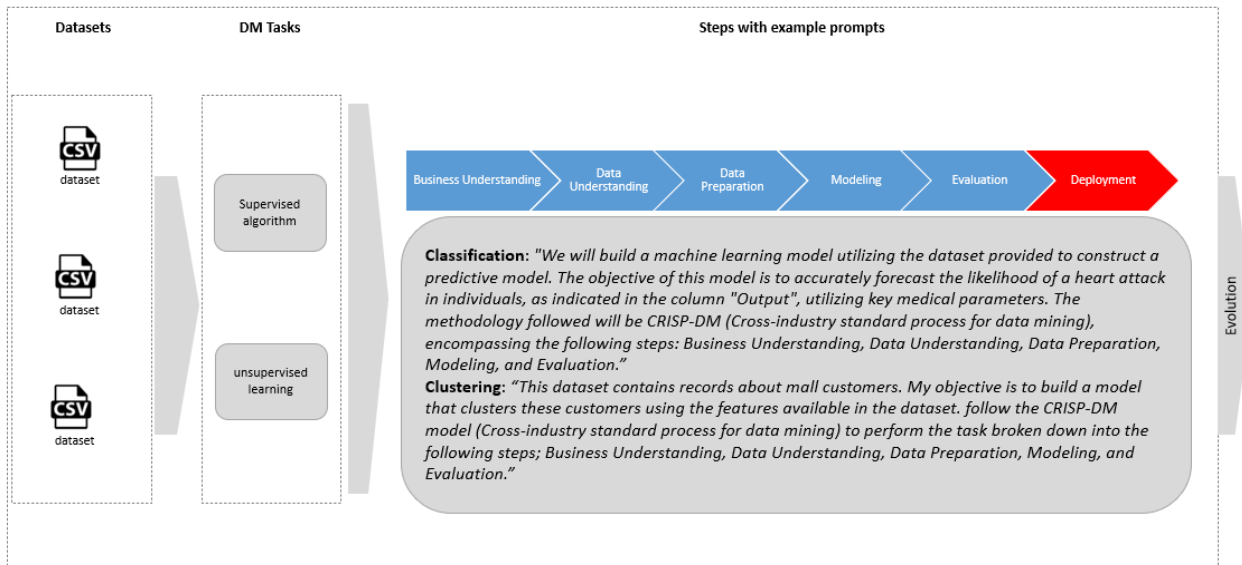 Datasets
DM Tasks
Steps with example prompts
CSV
dataset
CSV
dataset
CSV
dataset
Supervised
algorithm
unsupervised
learning
Business Understanding
Data
Understanding
Data
Preparation
Modeling
Evaluation
Deployment
Classification: "We will build a machine learning model utilizing the dataset provided to construct a
predictive model. The objective of this model is to accurately forecast the likelihood of a heart attack
in individuals, as indicated in the column "Output", utilizing key medical parameters. The
methodology followed will be CRISP-DM (Cross-industry standard process for data mining),
encompassing the following steps: Business Understanding, Data Understanding, Data Preparation,
Modeling, and Evaluation.”
Clustering: “This dataset contains records about mall customers. My objective is to build a model
that clusters these customers using the features available in the dataset. follow the CRISP-DM
model (Cross-industry standard process for data mining) to perform the task broken down into the
following steps; Business Understanding, Data Understanding, Data Preparation, Modeling, and
Evaluation.”
Evolution